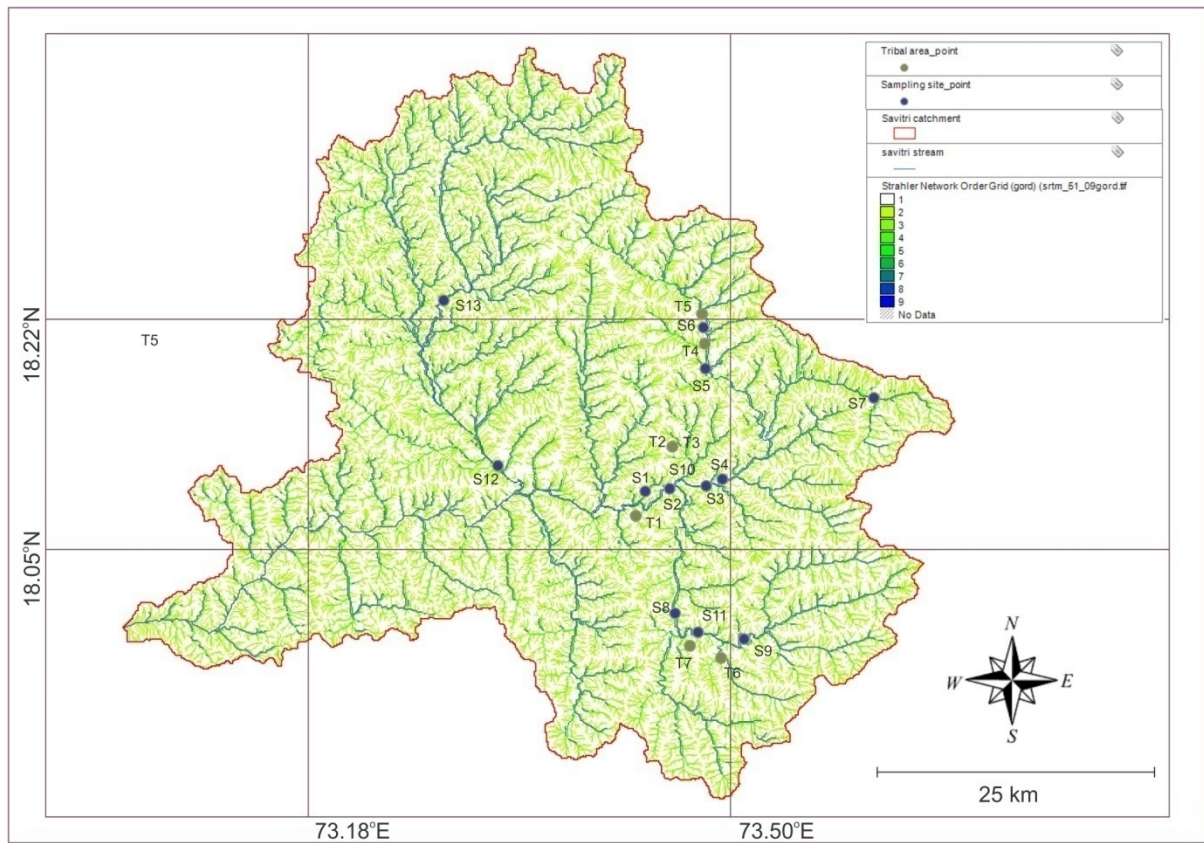 Tribal area_point
Sampling site_point
Savitri catchment
savitri stream
Strahler Network Order Grid (gord) (srtm_51_09gord.tif
1
2
3
4
5
6
7
8
9
No Data
S13
T5
S6
18.22°N
T5
T4
S5
S7
T2
T3
S12
S10
S4
S1
S2
S3
T1
18.05°N
S8
S11
S9
T7
T6
N
W
E
S
25 km
73.18°E
73.50°E